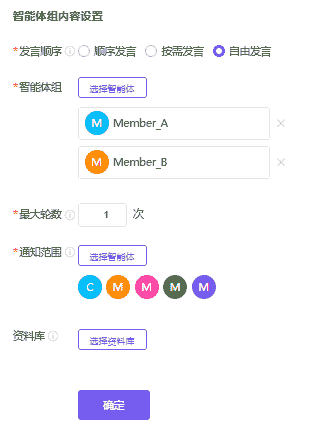 智能体组内容设置
*发言顺序 顺序发言 按需发言 自由发言
*智能体组 选择智能体
M Member_A
M Member_B
*最大轮数 1 次
*通知范围 选择智能体
C M M M M
资料库 选择资料库
确定